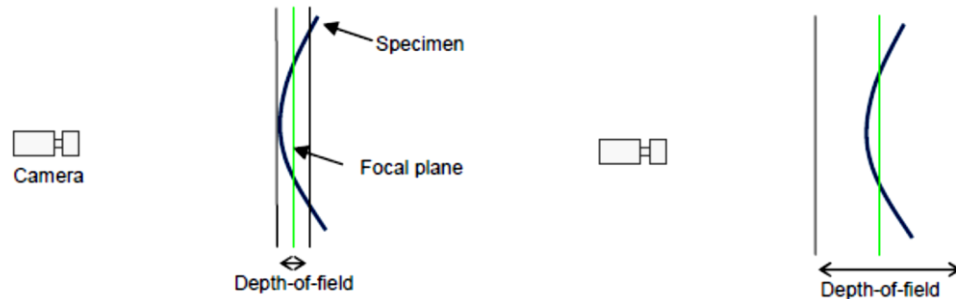 Specimen
Focal plane
Camera
Depth-of-field
Depth-of-field